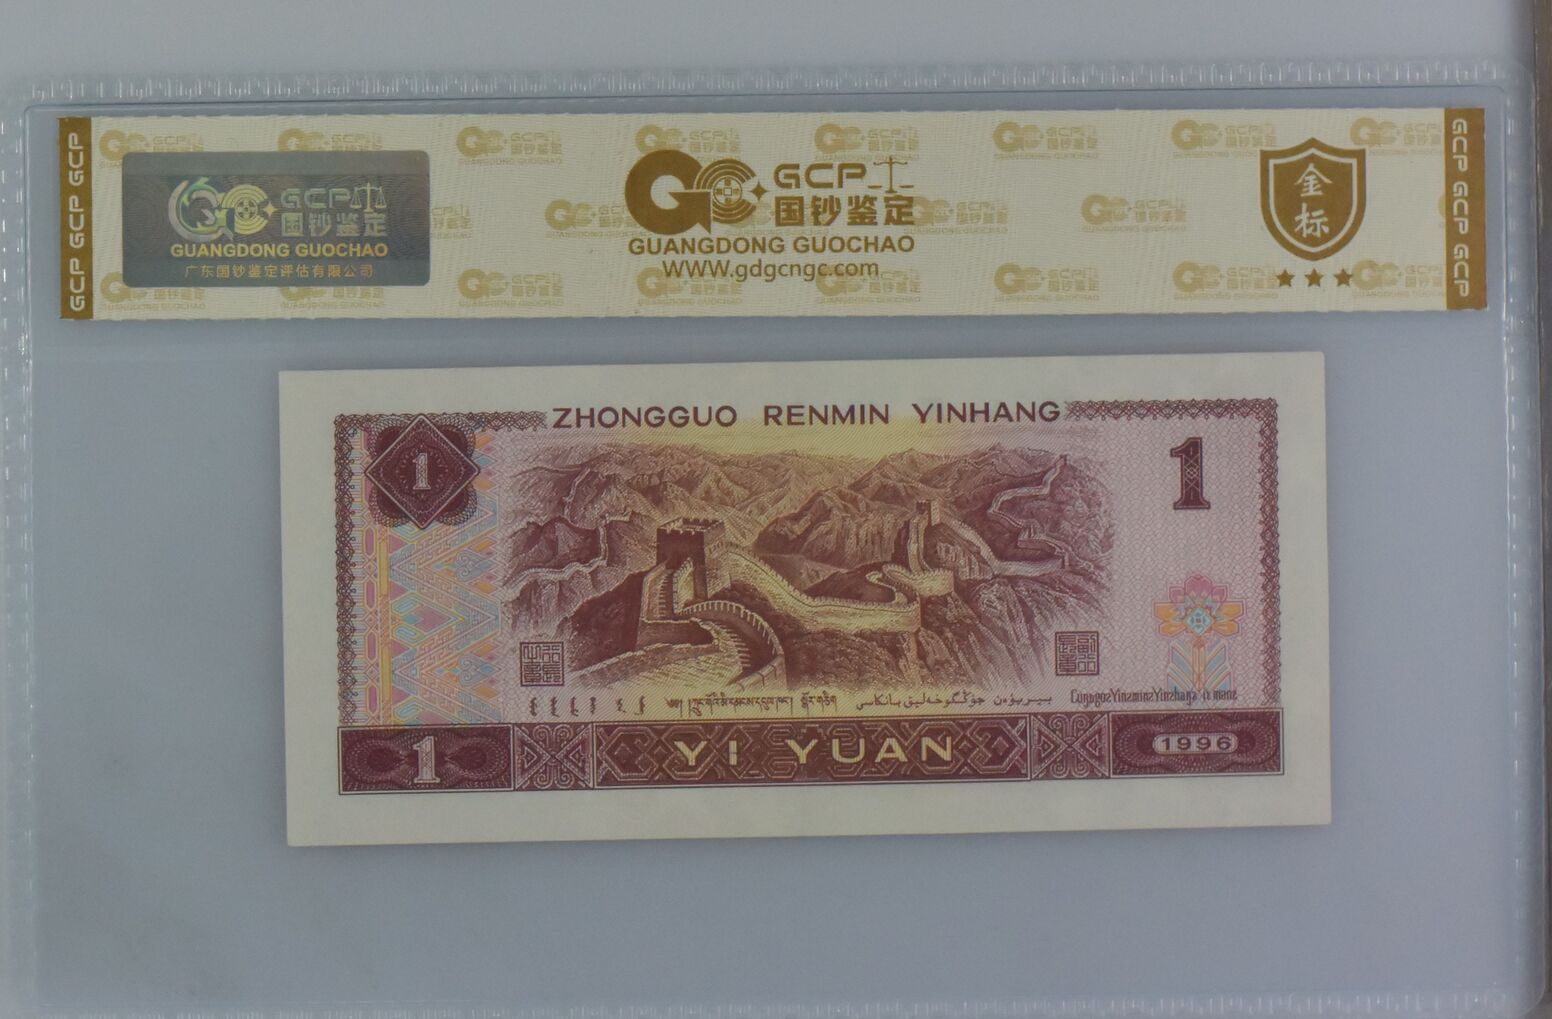 GCP
国钞鉴定
GUANGDONG GUOCHAO
广东国钞鉴定评估有限公司
GCP
国钞鉴定
GUANGDONG GUOCHAO
WWW.gdgcngc.com
金标
GCP GCP GCP
GCP GCP GCP
ZHONGGUO RENMIN YINHANG
1
1
1
YI YUAN
1996